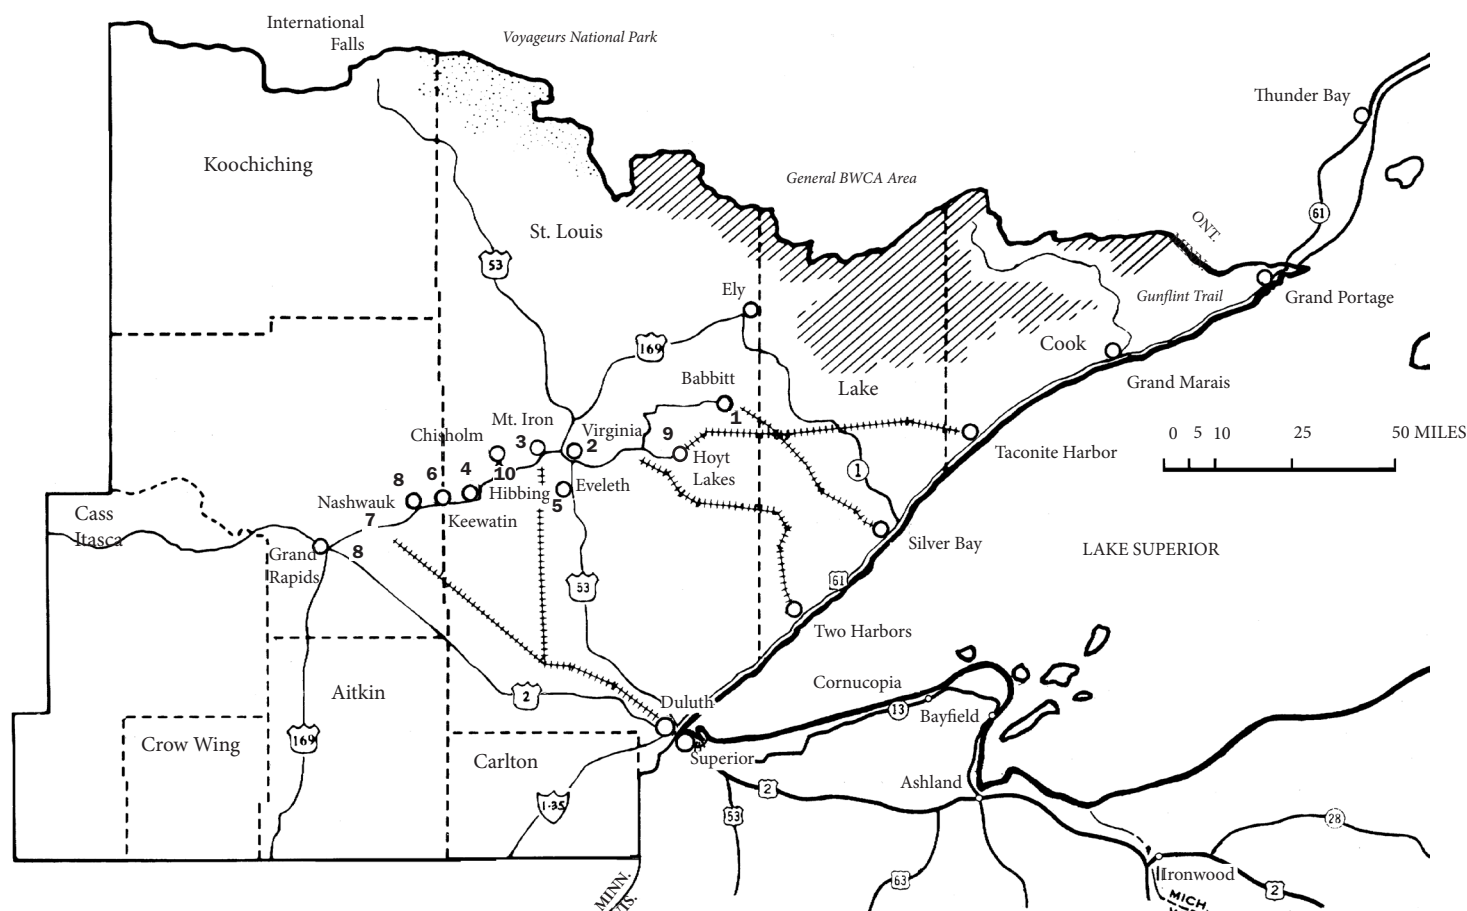 International
Falls
Voyageurs National Park
Thunder Bay
Koochiching
General BWCA Area
61
ONT.
MINN.
St. Louis
53
Ely
Gunflint Trail
Grand Portage
169
Cook
Babbitt
Lake
Grand Marais
1
Mt. Iron
Chisholm
3
Virginia
2
9
Hoyt
Lakes
Taconite Harbor
0 5 10 25 50 MILES
8
6
4
10
Hibbing
Eveleth
5
1
Nashwauk
7
Keewatin
Cass
Itasca
Grand
Rapids
8
Silver Bay
LAKE SUPERIOR
53
61
Two Harbors
Aitkin
2
Duluth
Cornucopia
13
Bayfield
169
Crow Wing
Carlton
Superior
Ashland
2
I-35
53
28
63
Ironwood
2
MINN.
MICH.